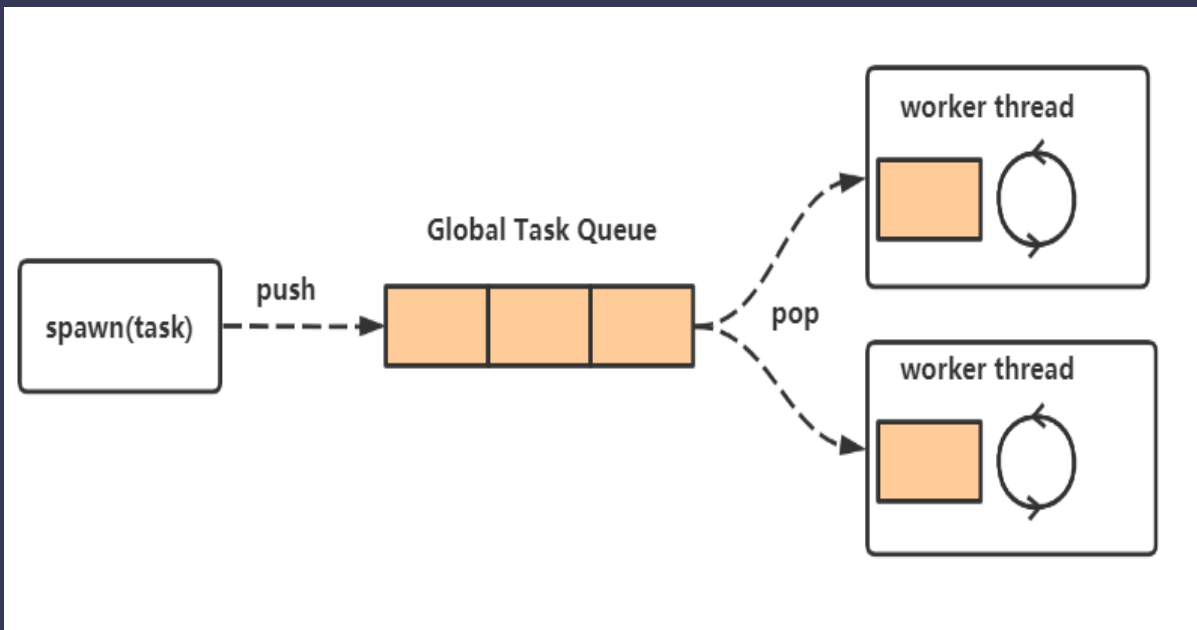 spawn(task)
push
Global Task Queue
pop
worker thread
worker thread